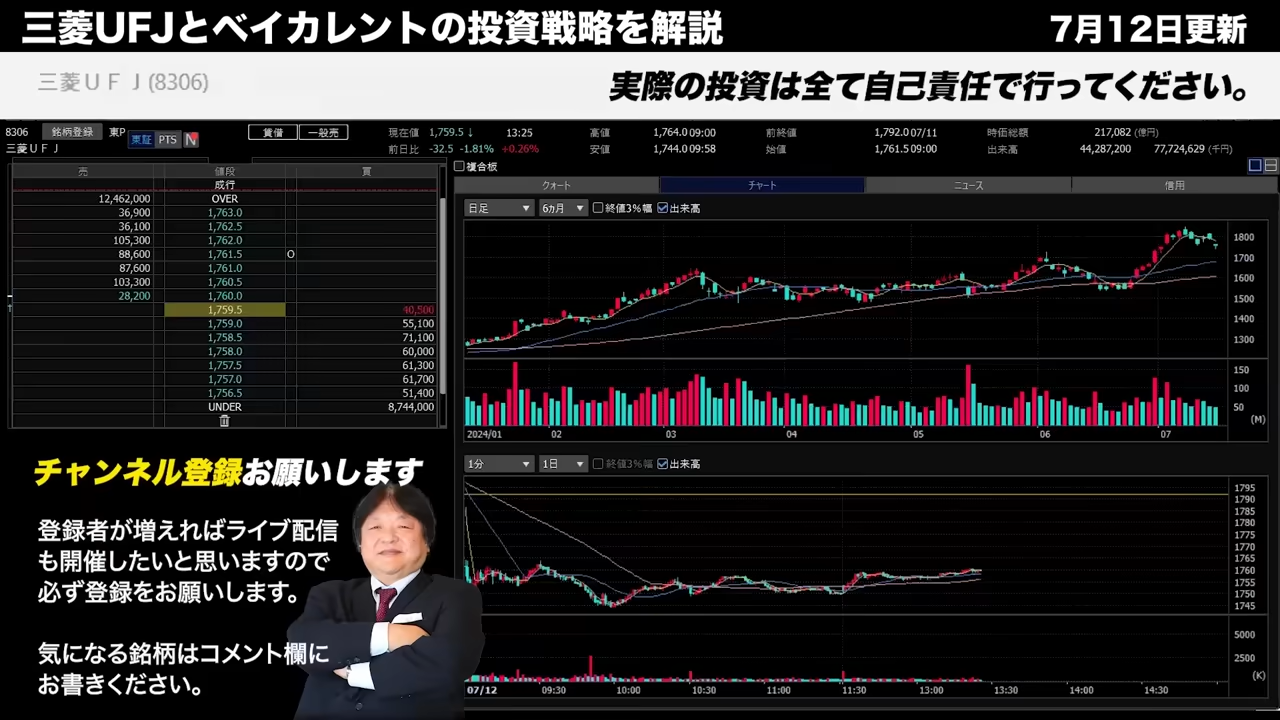 三菱UFJとベイカレントの投資戦略を解説
7月12日更新
三菱ＵＦＪ(8306)
実際の投資は全て自己責任で行ってください。
8306 銘柄登録 東P 東証 PTS N 貸借 一般売
三菱ＵＦＪ
現在値 1,759.5↓ 13:25 高値 1,764.0 09:00 前終値 1,792.0 07/11 時価総額 217,082 (億円)
前日比 -32.5 -1.81% +0.26% 安値 1,744.0 09:58 始値 1,761.5 09:00 出来高 44,287,200 77,724,629 (千円)
売 値段 買
成行
12,462,000 OVER
36,900 1,763.0
36,100 1,762.5
105,300 1,762.0
88,600 1,761.5 O
87,600 1,761.0
103,300 1,760.5
28,200 1,760.0
1,759.5 40,500
1,759.0 55,100
1,758.5 71,100
1,758.0 60,000
1,757.5 61,300
1,757.0 61,700
1,756.5 51,400
UNDER 8,744,000
複合板
クォート チャート ニュース 信用
日足 6カ月 終値3%幅 出来高
1800
1700
1600
1500
1400
1300
150
100
50
(M)
2024/01 02 03 04 05 06 07
1分 1日 終値3%幅 出来高
1795
1790
1785
1780
1775
1770
1765
1760
1755
1750
1745
5000
2500
(K)
07/12 09:30 10:00 10:30 11:00 11:30 13:00 13:30 14:00 14:30
チャンネル登録お願いします
登録者が増えればライブ配信
も開催したいと思いますので
必ず登録をお願いします。
気になる銘柄はコメント欄に
お書きください。